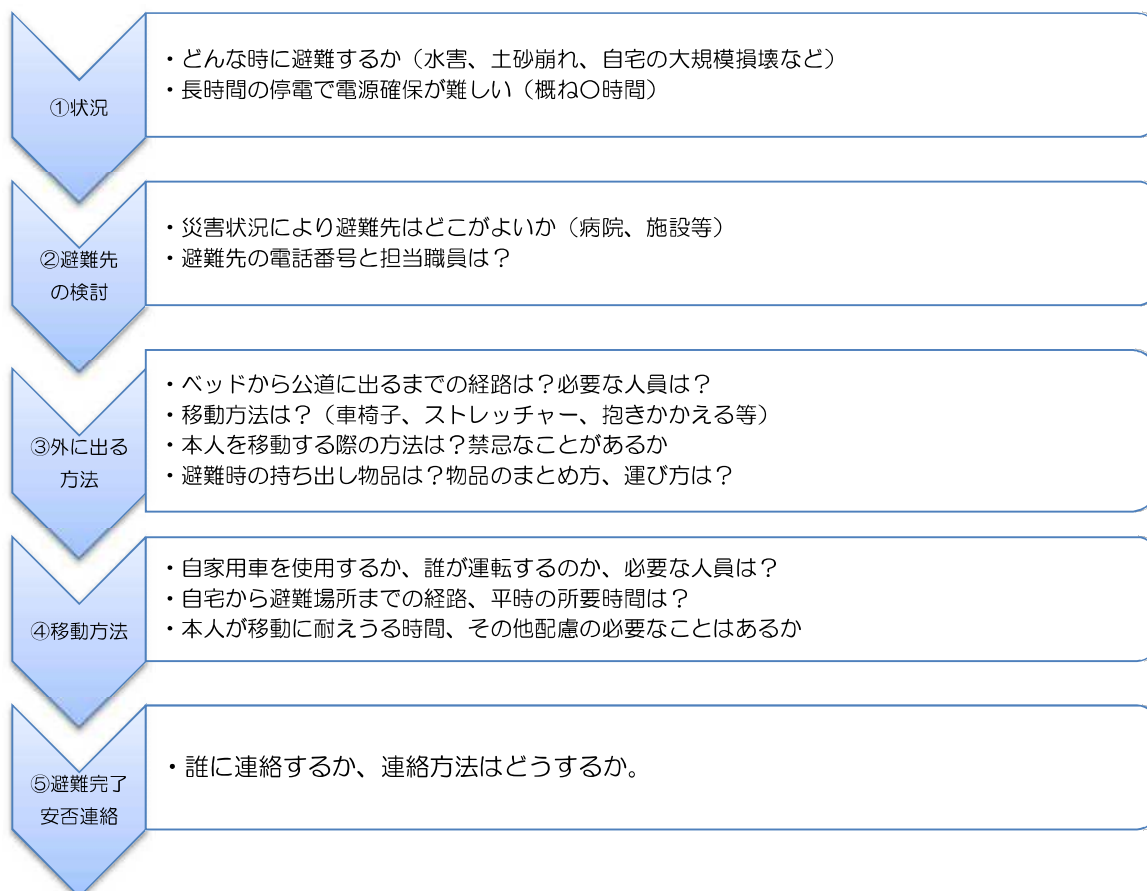 ①状況
・どんな時に避難するか（水害、土砂崩れ、自宅の大規模損壊など）
・長時間の停電で電源確保が難しい（概ね〇時間）
②避難先
の検討
・災害状況により避難先はどこがよいか（病院、施設等）
・避難先の電話番号と担当職員は？
③外に出る
方法
・ベッドから公道に出るまでの経路は？必要な人員は？
・移動方法は？（車椅子、ストレッチャー、抱きかかえる等）
・本人を移動する際の方法は？禁忌なことがあるか
・避難時の持ち出し物品は？物品のまとめ方、運び方は？
④移動方法
・自家用車を使用するか、誰が運転するのか、必要な人員は？
・自宅から避難場所までの経路、平時の所要時間は？
・本人が移動に耐えうる時間、その他配慮の必要なことはあるか
⑤避難完了
安否連絡
・誰に連絡するか、連絡方法はどうするか。